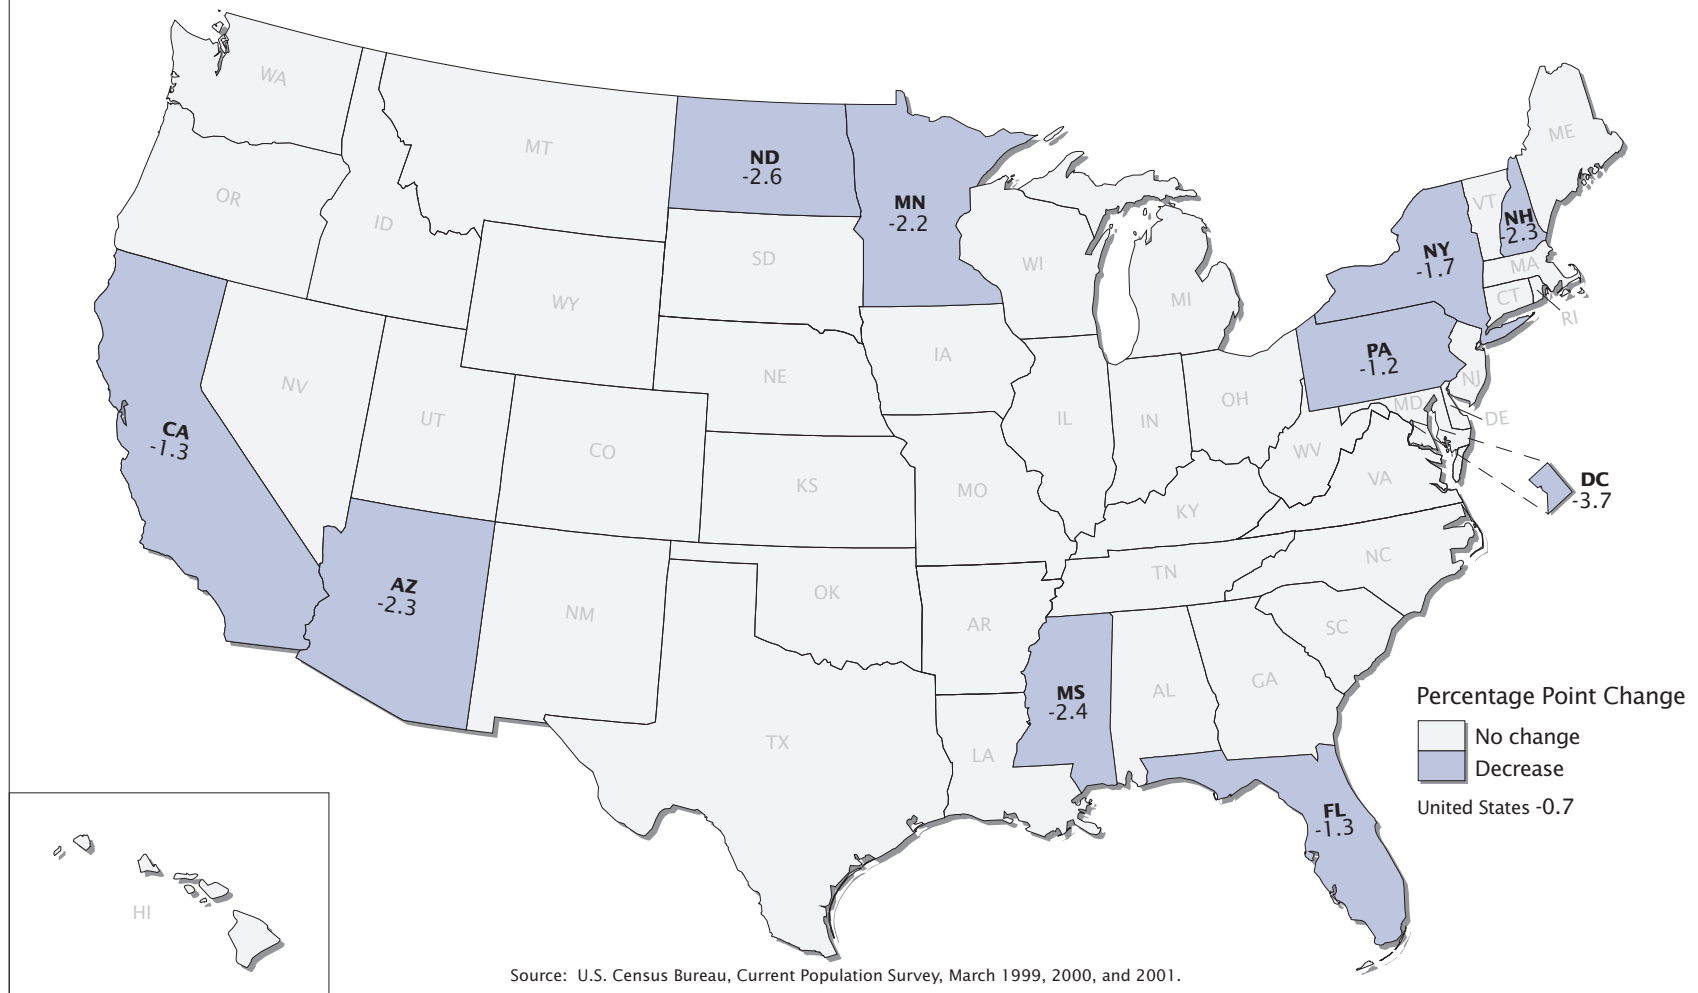 WA
MT
ND
-2.6
MN
-2.2
ME
OR
ID
SD
WI
MI
VT
NH
-2.3
NY
-1.7
MA
CT
RI
WY
IA
NE
PA
-1.2
NJ
NV
UT
CO
IL
IN
OH
MD
DE
CA
-1.3
KS
MO
WV
VA
DC
-3.7
KY
AZ
-2.3
NM
OK
AR
TN
NC
SC
MS
-2.4
AL
GA
TX
LA
FL
-1.3
HI
Percentage Point Change
No change
Decrease
United States -0.7
Source: U.S. Census Bureau, Current Population Survey, March 1999, 2000, and 2001.